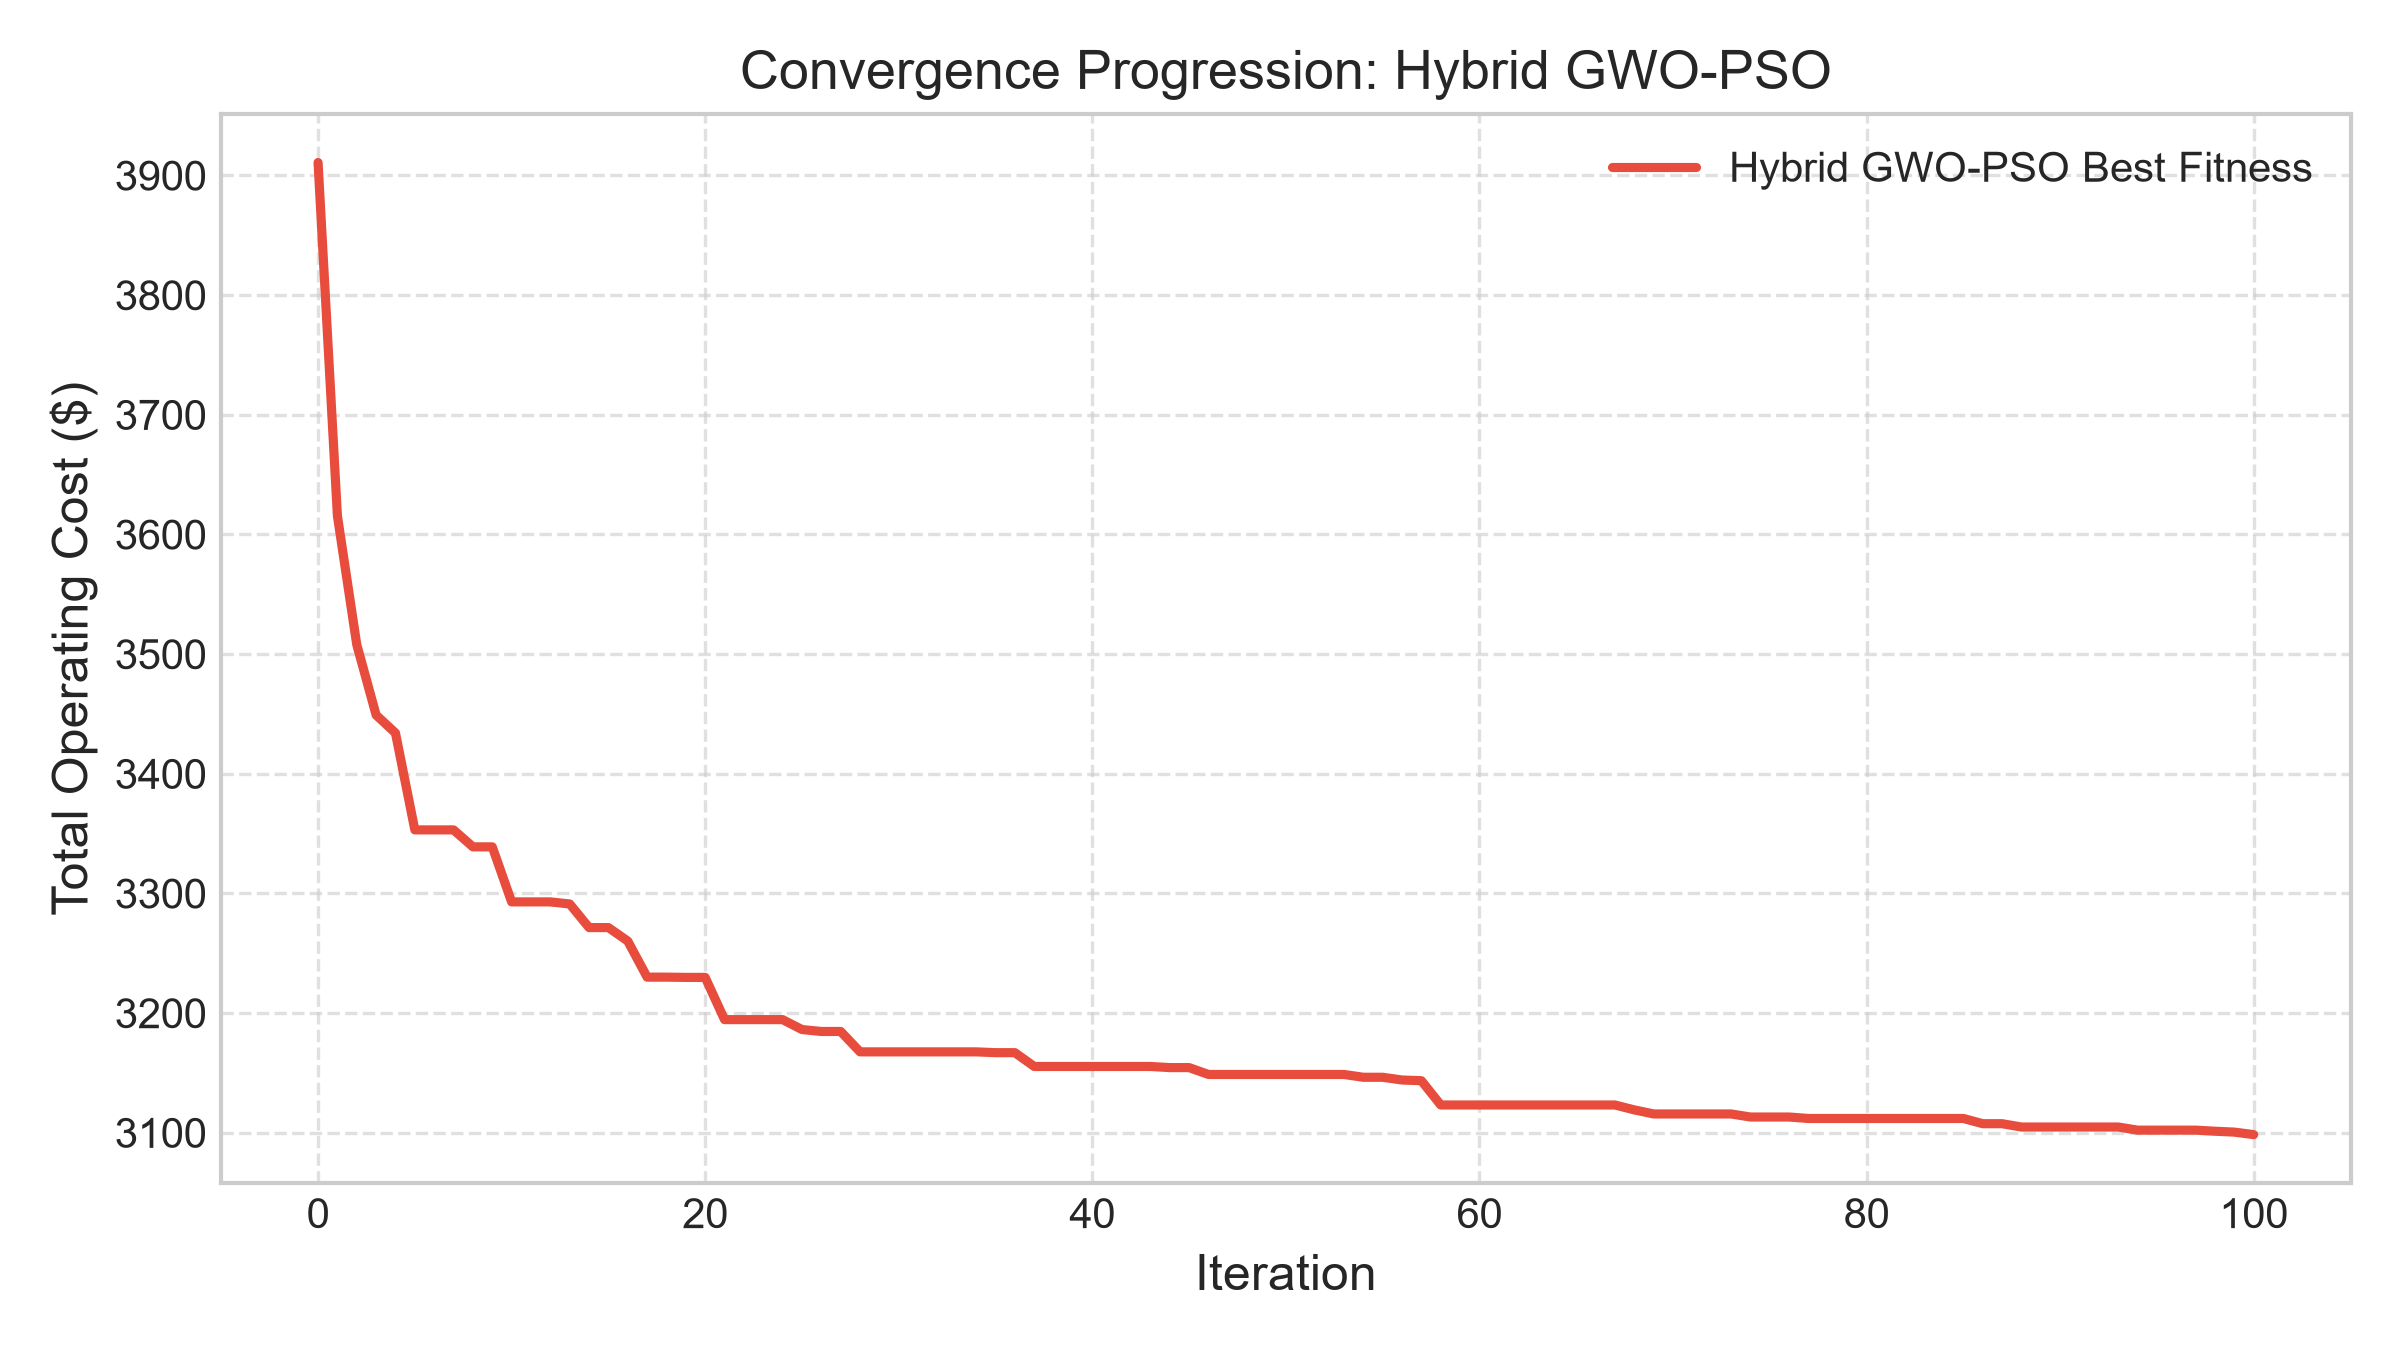 Convergence Progression: Hybrid GWO-PSO
Hybrid GWO-PSO Best Fitness
Total Operating Cost ($)
3900
3800
3700
3600
3500
3400
3300
3200
3100
0 20 40 60 80 100
Iteration